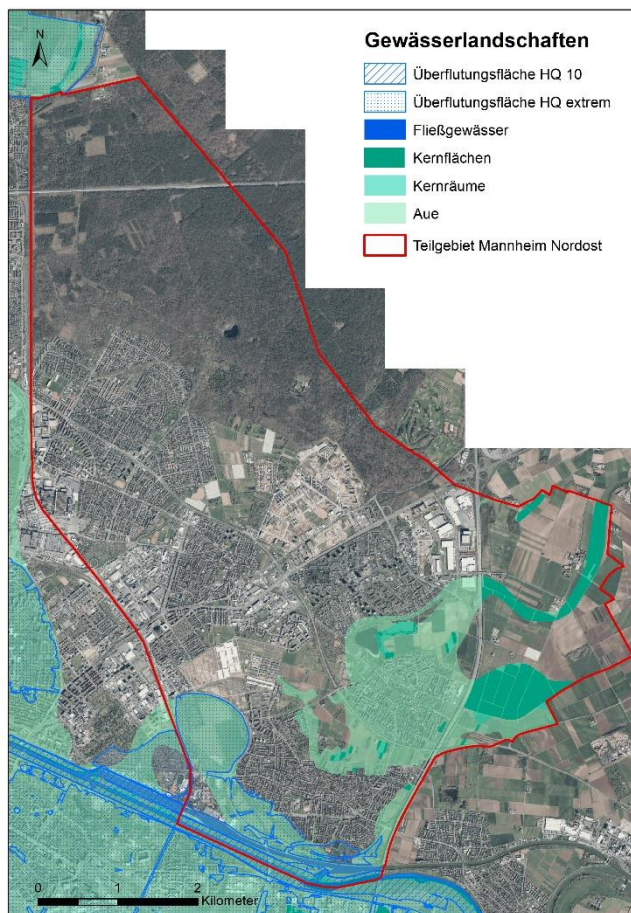 N
Gewässerlandschaften
Überflutungsfläche HQ 10
Überflutungsfläche HQ extrem
Fließgewässer
Kernflächen
Kernräume
Aue
Teilgebiet Mannheim Nordost
0 1 2
Kilometer